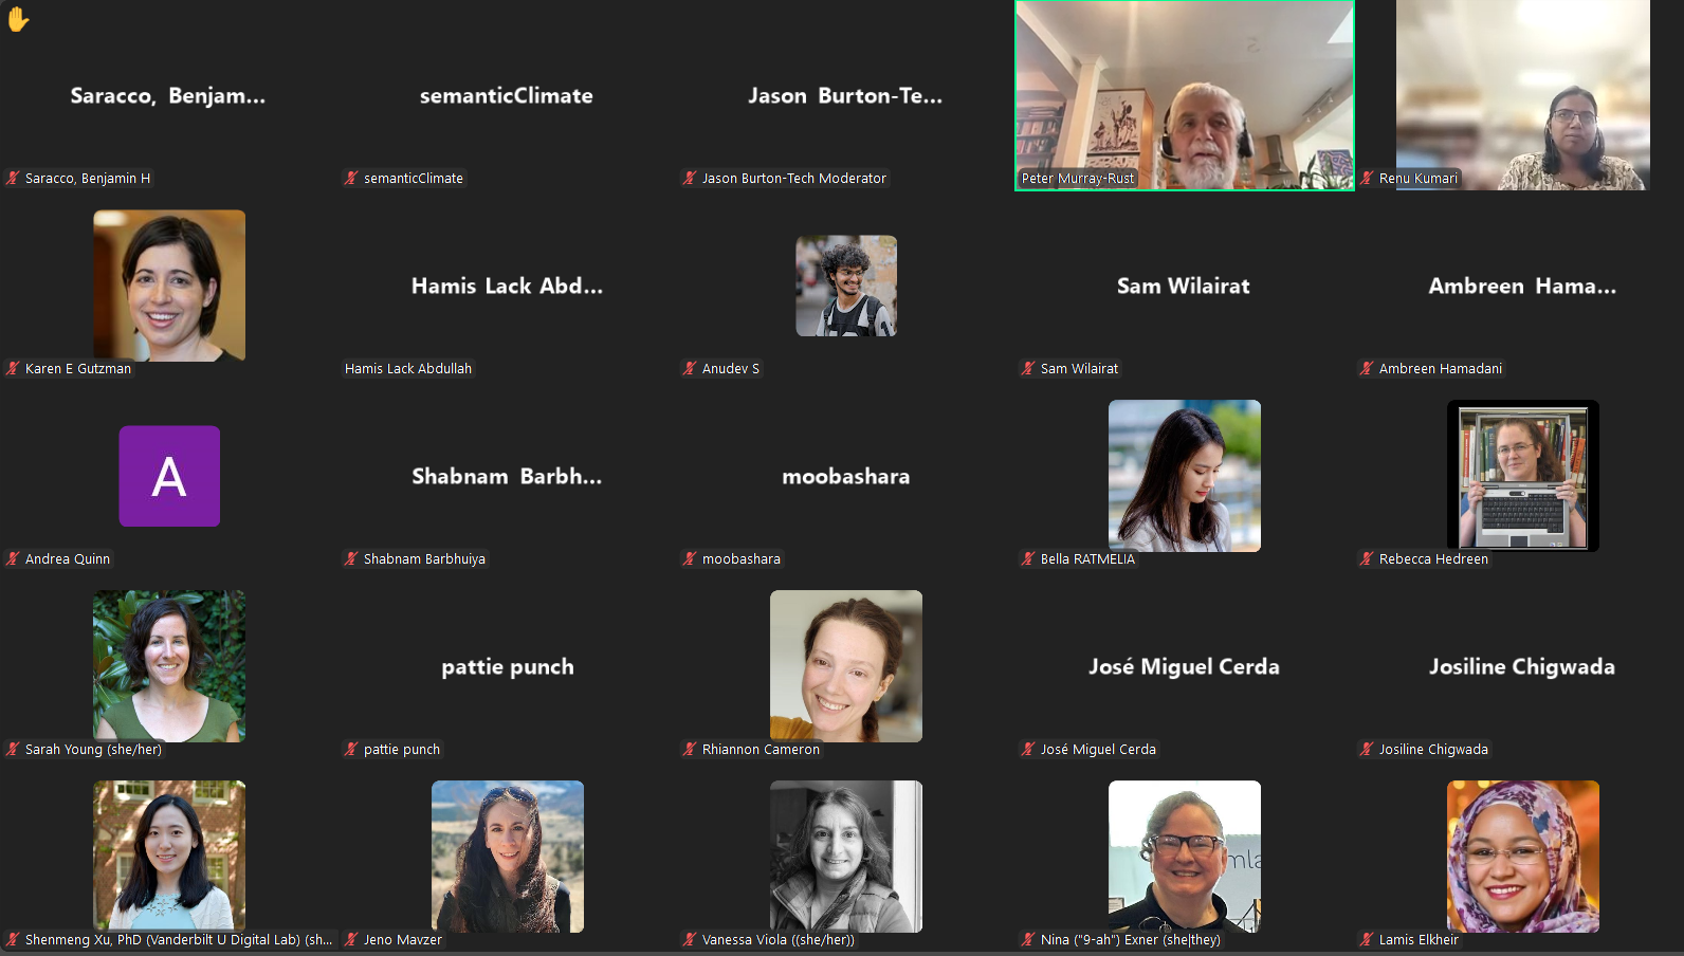 Saracco, Benjam...
semanticClimate
Jason Burton-Te...
Saracco, Benjamin H
semanticClimate
Jason Burton-Tech Moderator
Peter Murray-Rust
Renu Kumari
Hamis Lack Abd...
Sam Wilairat
Ambreen Hama...
Karen E Gutzman
Hamis Lack Abdullah
Anudev S
Sam Wilairat
Ambreen Hamadani
A
Shabnam Barbh...
moobashara
Andrea Quinn
Shabnam Barbhuiya
moobashara
Bella RATMELIA
Rebecca Hedreen
pattie punch
José Miguel Cerda
Josiline Chigwada
Sarah Young (she/her)
pattie punch
Rhiannon Cameron
José Miguel Cerda
Josiline Chigwada
mla
Shenmeng Xu, PhD (Vanderbilt U Digital Lab) (sh...
Jeno Mavzer
Vanessa Viola ((she/her))
Nina ("9-ah") Exner (she|they)
Lamis Elkheir